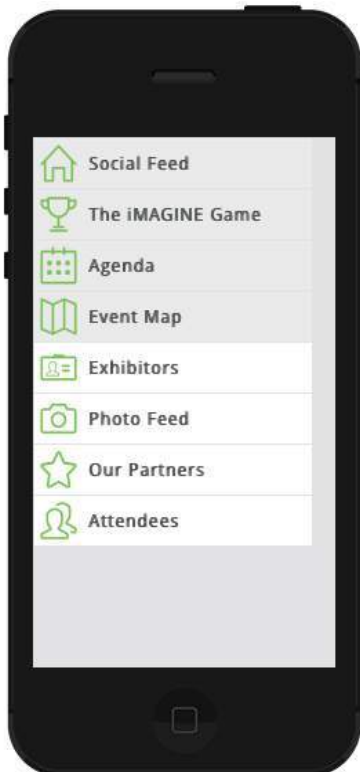 Social Feed
The iMAGINE Game
Agenda
Event Map
Exhibitors
Photo Feed
Our Partners
Attendees